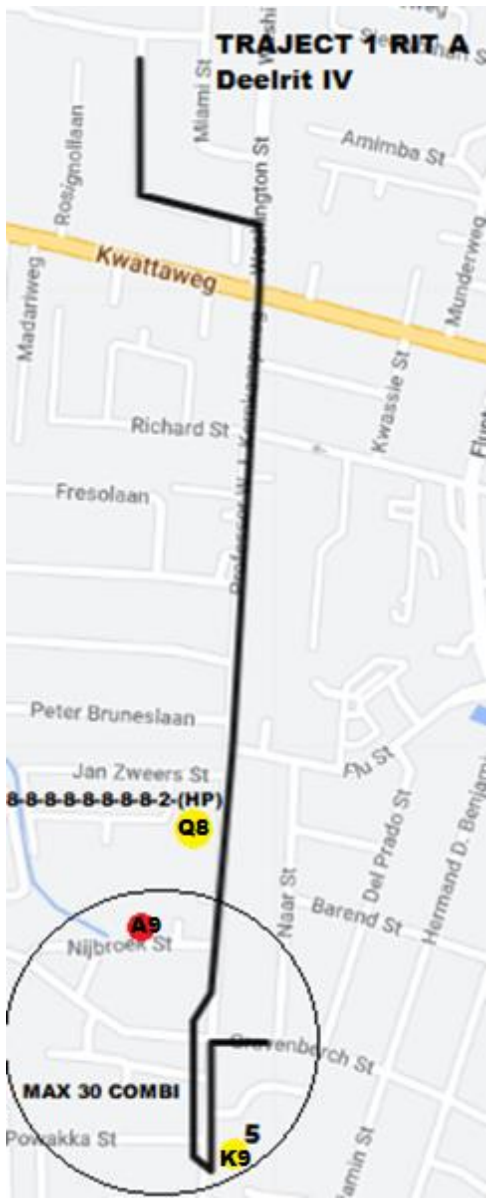 TRAJECT 1 RIT A
Deelrit IV
Miami St
Amimba St
Rosignollaan
Washington St
Munderweg
Kwattaweg
Madariweg
Kwassie St
Richard St
Fresolaan
Peter Bruneslaan
Flu St
Jan Zweers St
8-8-8-8-8-8-8-8-2-(HP)
Q8
Del Prado St
Hermand D. Benjami
Naar St
Barend St
A9
Nijbroek St
Gravenberch St
MAX 30 COMBI
Powakka St
5
K9
amin St